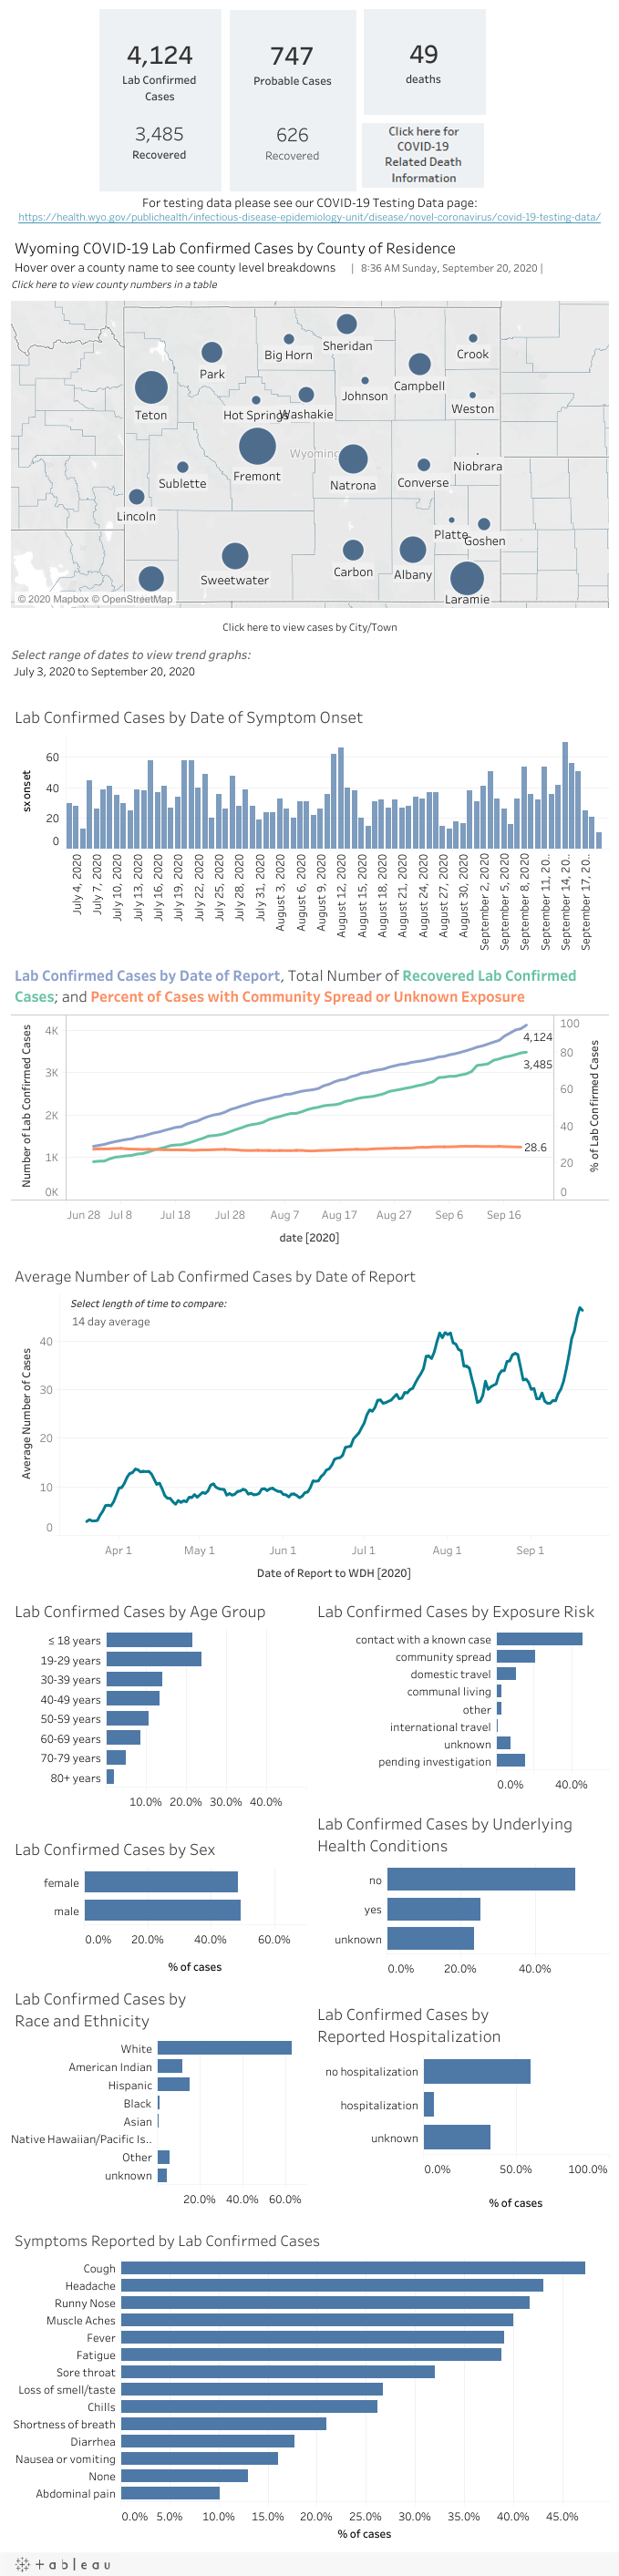 4,124
Lab Confirmed
Cases
3,485
Recovered
747
Probable Cases
626
Recovered
49
deaths
Click here for
COVID-19
Related Death
Information
For testing data please see our COVID-19 Testing Data page:
https://health.wyo.gov/publichealth/infectious-disease-epidemiology-unit/disease/novel-coronavirus/covid-19-testing-data/
Wyoming COVID-19 Lab Confirmed Cases by County of Residence
Hover over a county name to see county level breakdowns | 8:36 AM Sunday, September 20, 2020 |
Click here to view county numbers in a table
Sheridan
Big Horn
Crook
Park
Campbell
Johnson
Teton
Hot Springs
Washakie
Weston
Wyoming
Fremont
Natrona
Converse
Niobrara
Sublette
Lincoln
Platte
Goshen
Sweetwater
Carbon
Albany
Laramie
© 2020 Mapbox © OpenStreetMap
Click here to view cases by City/Town
Select range of dates to view trend graphs:
July 3, 2020 to September 20, 2020
Lab Confirmed Cases by Date of Symptom Onset
sx onset
60
40
20
0
July 4, 2020
July 7, 2020
July 10, 2020
July 13, 2020
July 16, 2020
July 19, 2020
July 22, 2020
July 25, 2020
July 28, 2020
July 31, 2020
August 3, 2020
August 6, 2020
August 9, 2020
August 12, 2020
August 15, 2020
August 18, 2020
August 21, 2020
August 24, 2020
August 27, 2020
August 30, 2020
September 2, 2020
September 5, 2020
September 8, 2020
September 11, 20..
September 14, 20..
September 17, 20..
Lab Confirmed Cases by Date of Report, Total Number of Recovered Lab Confirmed
Cases; and Percent of Cases with Community Spread or Unknown Exposure
Number of Lab Confirmed Cases
4K
3K
2K
1K
0K
4,124
3,485
28.6
100
80
60
40
20
0
% of Lab Confirmed Cases
Jun 28 Jul 8 Jul 18 Jul 28 Aug 7 Aug 17 Aug 27 Sep 6 Sep 16
date [2020]
Average Number of Lab Confirmed Cases by Date of Report
Select length of time to compare:
14 day average
Average Number of Cases
40
30
20
10
0
Apr 1 May 1 Jun 1 Jul 1 Aug 1 Sep 1
Date of Report to WDH [2020]
Lab Confirmed Cases by Age Group
≤ 18 years
19-29 years
30-39 years
40-49 years
50-59 years
60-69 years
70-79 years
80+ years
10.0% 20.0% 30.0% 40.0%
Lab Confirmed Cases by Exposure Risk
contact with a known case
community spread
domestic travel
communal living
other
international travel
unknown
pending investigation
0.0% 40.0%
Lab Confirmed Cases by Sex
female
male
0.0% 20.0% 40.0% 60.0%
% of cases
Lab Confirmed Cases by Underlying
Health Conditions
no
yes
unknown
0.0% 20.0% 40.0%
Lab Confirmed Cases by
Race and Ethnicity
White
American Indian
Hispanic
Black
Asian
Native Hawaiian/Pacific Is..
Other
unknown
20.0% 40.0% 60.0%
Lab Confirmed Cases by
Reported Hospitalization
no hospitalization
hospitalization
unknown
0.0% 50.0% 100.0%
% of cases
Symptoms Reported by Lab Confirmed Cases
Cough
Headache
Runny Nose
Muscle Aches
Fever
Fatigue
Sore throat
Loss of smell/taste
Chills
Shortness of breath
Diarrhea
Nausea or vomiting
None
Abdominal pain
0.0% 5.0% 10.0% 15.0% 20.0% 25.0% 30.0% 35.0% 40.0% 45.0%
% of cases
+ableau